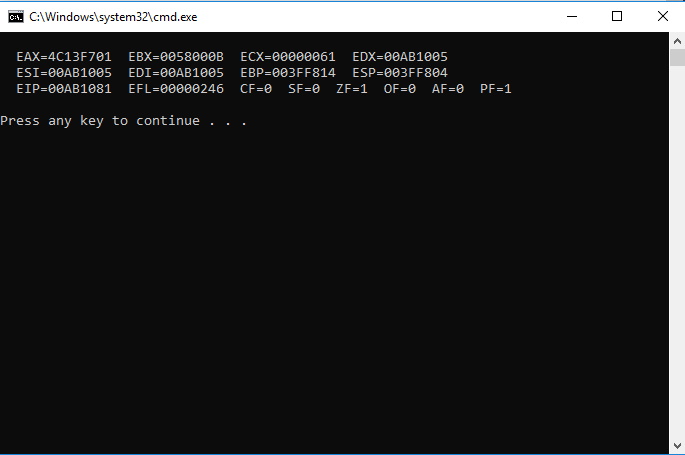 C:\Windows\system32\cmd.exe
EAX=4C13F701 EBX=0058000B ECX=00000061 EDX=00AB1005
ESI=00AB1005 EDI=00AB1005 EBP=003FF814 ESP=003FF804
EIP=00AB1081 EFL=00000246 CF=0 SF=0 ZF=1 OF=0 AF=0 PF=1
Press any key to continue . . .